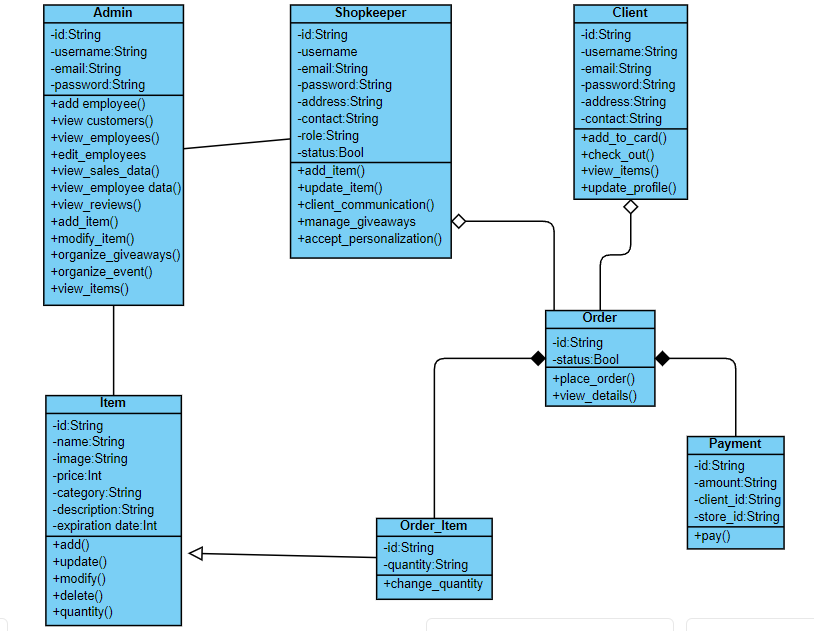 Admin
-id:String
-username:String
-email:String
-password:String
+add employee()
+view customers()
+view_employees()
+edit_employees
+view_sales_data()
+view_employee data()
+view_reviews()
+add_item()
+modify_item()
+organize_giveaways()
+organize_event()
+view_items()
Shopkeeper
-id:String
-username
-email:String
-password:String
-address:String
-contact:String
-role:String
-status:Bool
+add_item()
+update_item()
+client_communication()
+manage_giveaways
+accept_personalization()
Client
-id:String
-username:String
-email:String
-password:String
-address:String
-contact:String
+add_to_card()
+check_out()
+view_items()
+update_profile()
Order
-id:String
-status:Bool
+place_order()
+view_details()
Item
-id:String
-name:String
-image:String
-price:Int
-category:String
-description:String
-expiration date:Int
+add()
+update()
+modify()
+delete()
+quantity()
Order_Item
-id:String
-quantity:String
+change_quantity
Payment
-id:String
-amount:String
-client_id:String
-store_id:String
+pay()